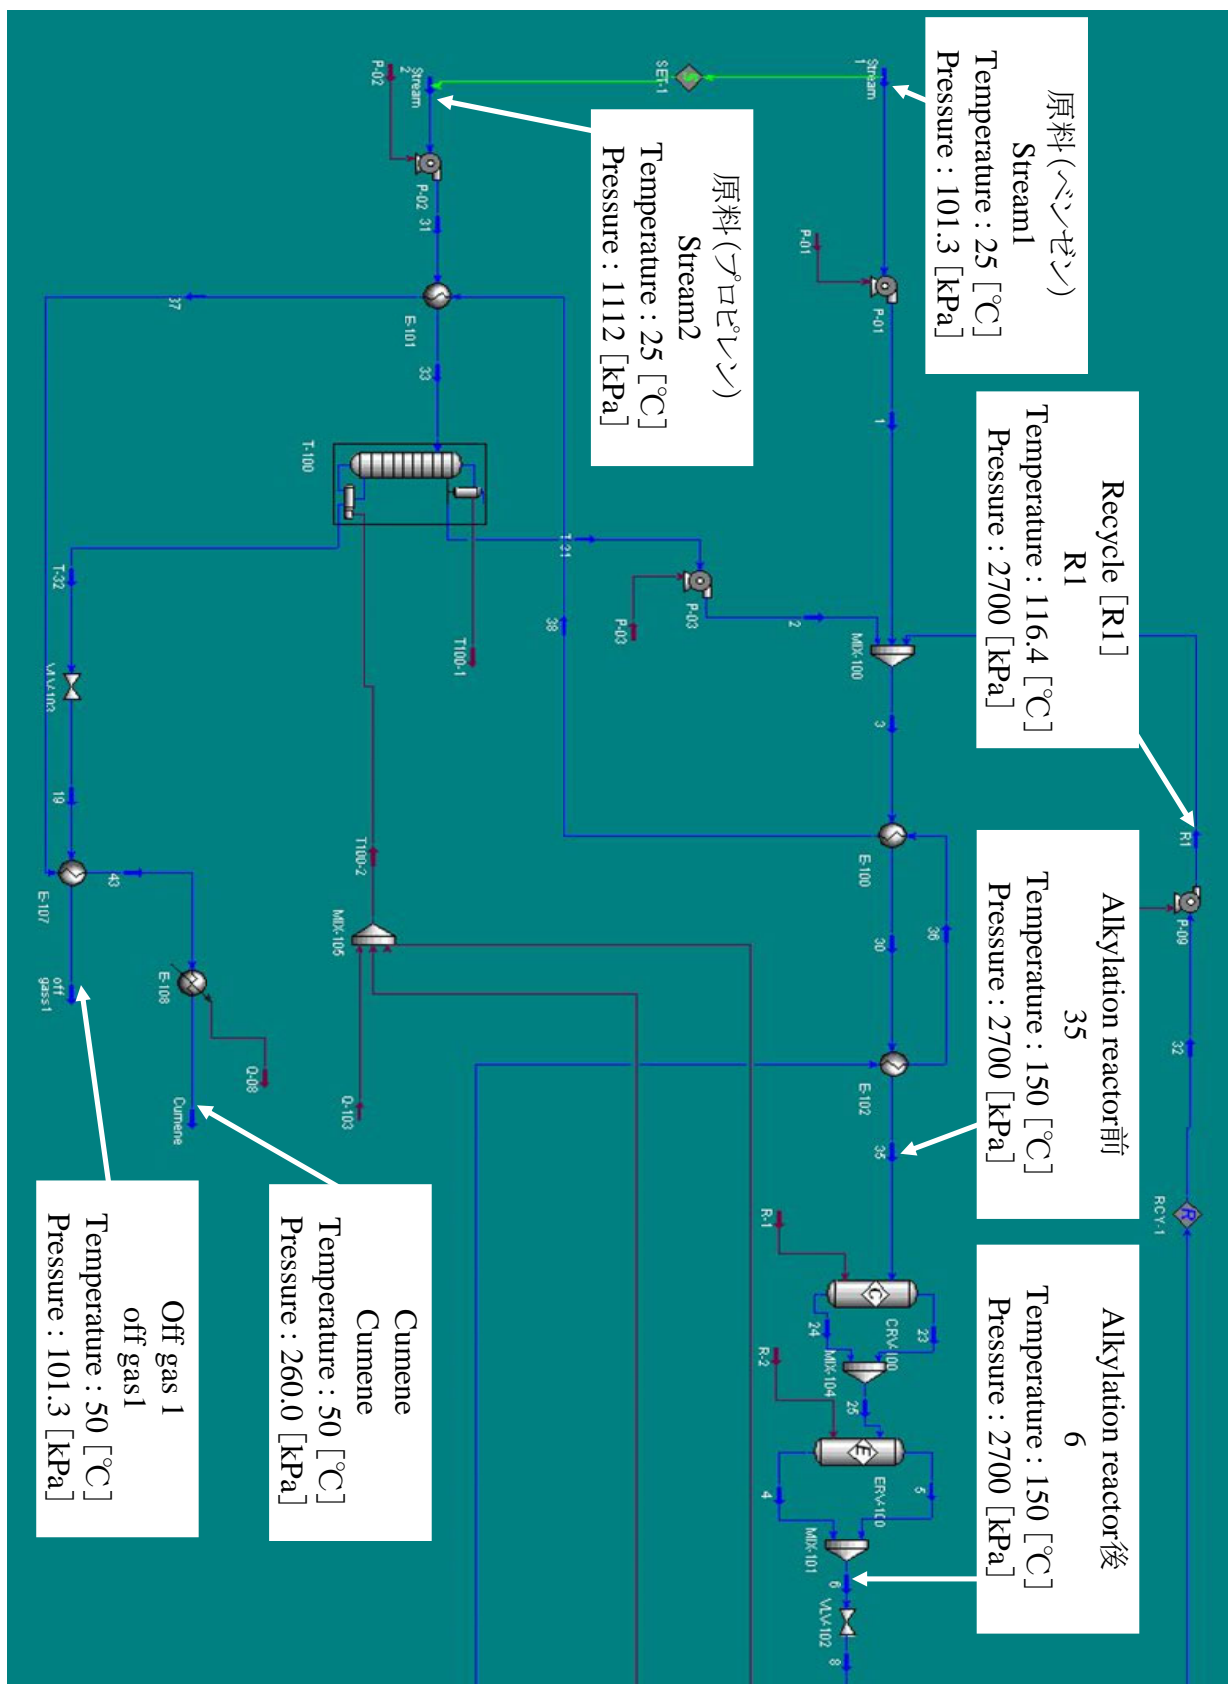 原料(ベンゼン)
Stream1
Temperature : 25 [℃]
Pressure : 101.3 [kPa]
Recycle [R1]
R1
Temperature : 116.4 [℃]
Pressure : 2700 [kPa]
Alkylation reactor前
35
Temperature : 150 [℃]
Pressure : 2700 [kPa]
Alkylation reactor後
6
Temperature : 150 [℃]
Pressure : 2700 [kPa]
原料(プロピレン)
Stream2
Temperature : 25 [℃]
Pressure : 1112 [kPa]
Cumene
Cumene
Temperature : 50 [℃]
Pressure : 260.0 [kPa]
Off gas 1
off gas1
Temperature : 50 [℃]
Pressure : 101.3 [kPa]
R1
P-09
32
RCY-1
R
Stream
1
P-01
P-01
1
MIX-100
3
E-100
30
36
E-102
35
R-1
C
CRV-100
23
24
MIX-104
25
R-2
E
ERV-100
5
4
MIX-101
6
VLV-102
8
SET-1
S
P-03
P-03
2
T-31
38
Stream
2
P-02
P-02
31
E-101
33
37
T-100
T100-1
T100-2
MIX-105
Q-103
T-32
VLV-103
19
E-107
43
E-108
Q-08
Cumene
off
gass1